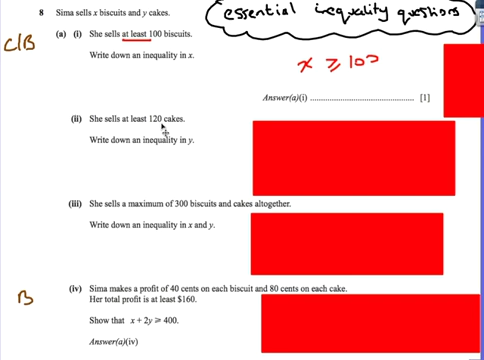 essential inequality questions
8 Sima sells x biscuits and y cakes.
C/B
(a) (i) She sells at least 100 biscuits.
Write down an inequality in x.
x ≥ 100
Answer(a)(i) ........................................ [1]
(ii) She sells at least 120 cakes.
Write down an inequality in y.
(iii) She sells a maximum of 300 biscuits and cakes altogether.
Write down an inequality in x and y.
B
(iv) Sima makes a profit of 40 cents on each biscuit and 80 cents on each cake.
Her total profit is at least $160.
Show that x + 2y ≥ 400.
Answer(a)(iv)